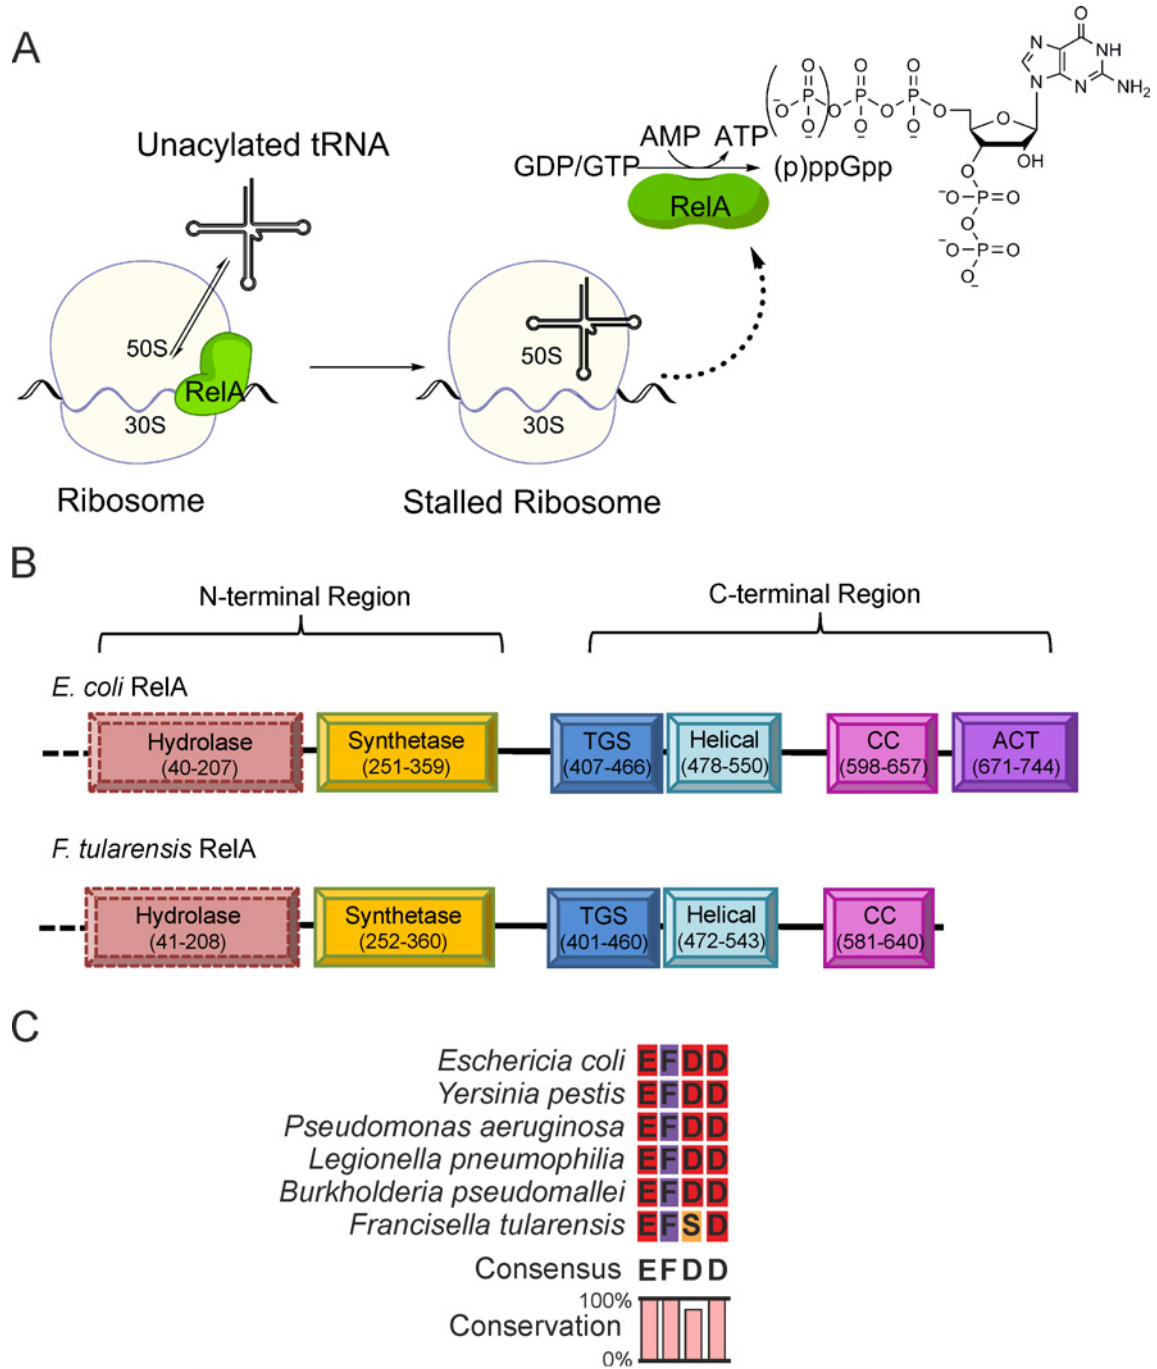 A
Unacylated tRNA
50S
RelA
30S
Ribosome
50S
30S
Stalled Ribosome
GDP/GTP
AMP
ATP
RelA
(p)ppGpp
O
O
O
O
N
NH
N
N
NH₂
⁻O
P
O
P
O
P
O
O
O⁻
O⁻
O⁻
OH
O
⁻O
P
O
O
⁻O
P
O
O⁻
B
N-terminal Region
C-terminal Region
E. coli RelA
Hydrolase
(40-207)
Synthetase
(251-359)
TGS
(407-466)
Helical
(478-550)
CC
(598-657)
ACT
(671-744)
F. tularensis RelA
Hydrolase
(41-208)
Synthetase
(252-360)
TGS
(401-460)
Helical
(472-543)
CC
(581-640)
C
Eschericia coli EFDD
Yersinia pestis EFDD
Pseudomonas aeruginosa EFDD
Legionella pneumophilia EFDD
Burkholderia pseudomallei EFDD
Francisella tularensis EFSD
Consensus EFDD
100%
Conservation
0%